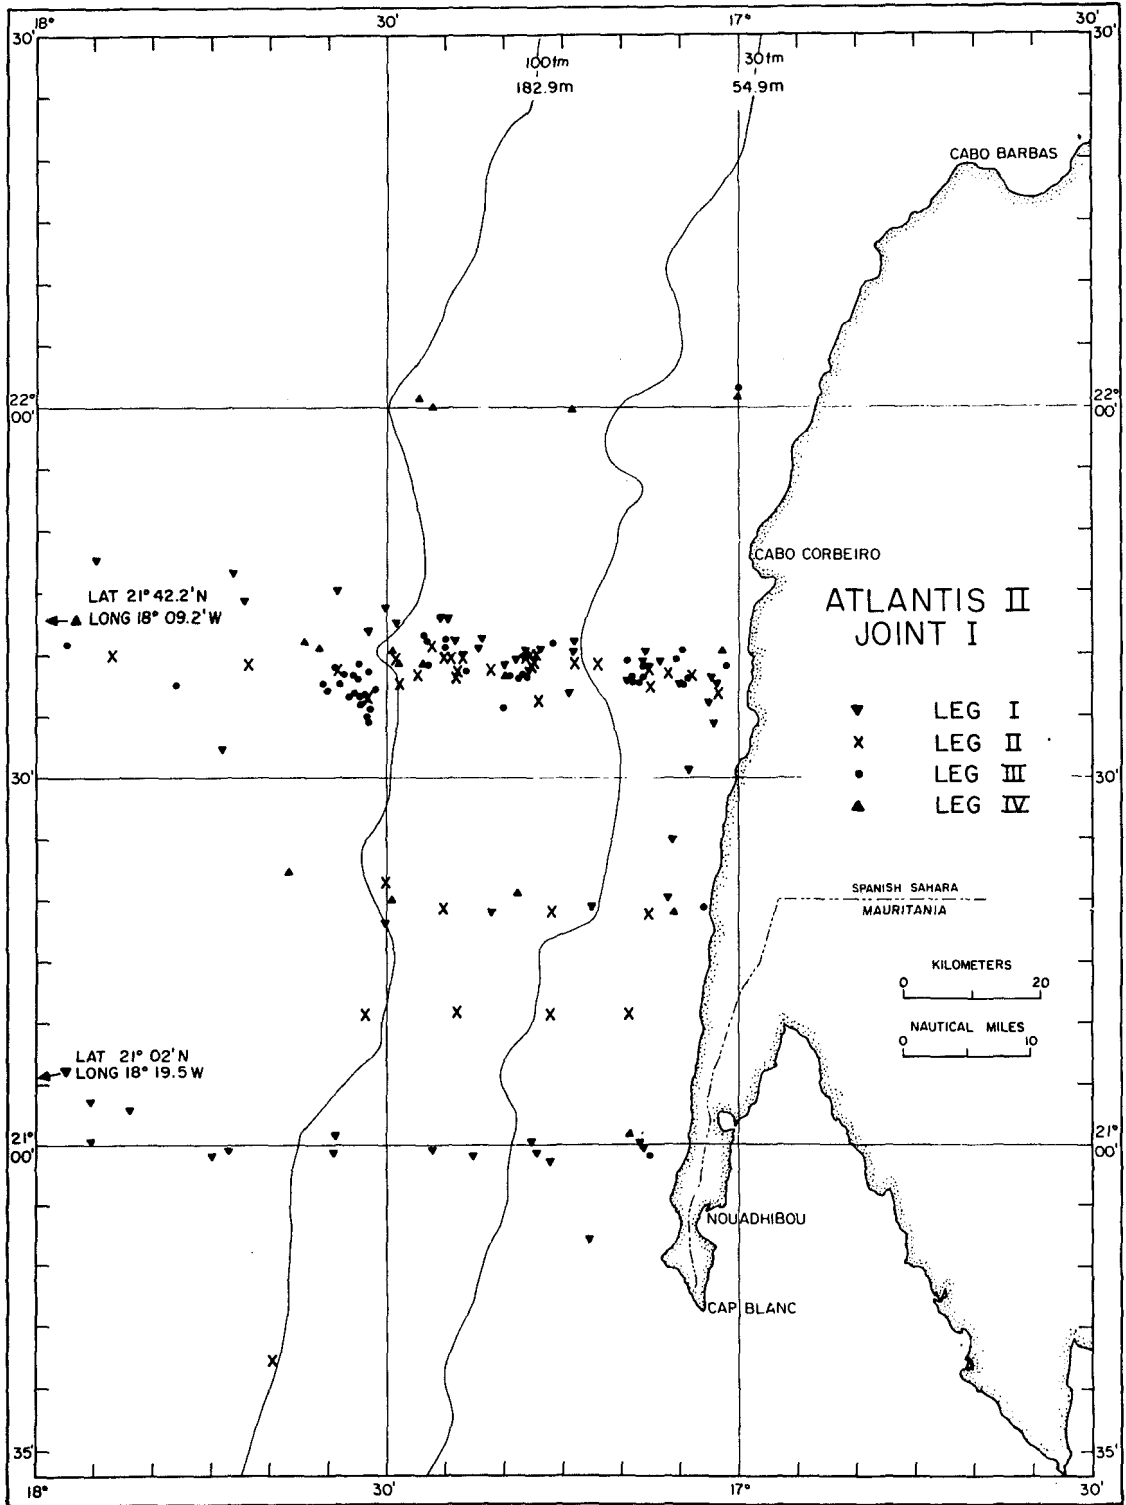 18°
30'
17°
30'
30'
30'
100fm
182.9m
30fm
54.9m
CABO BARBAS
22°
00'
22°
00'
CABO CORBEIRO
LAT 21° 42.2'N
LONG 18° 09.2'W
ATLANTIS II
JOINT I
LEG I
X LEG II
LEG III
LEG IV
30'
30'
SPANISH SAHARA
MAURITANIA
KILOMETERS
0 20
NAUTICAL MILES
0 10
LAT 21° 02'N
LONG 18° 19.5 W
21°
00'
21°
00'
NOUADHIBOU
CAP BLANC
35'
35'
18°
30'
17°
30'